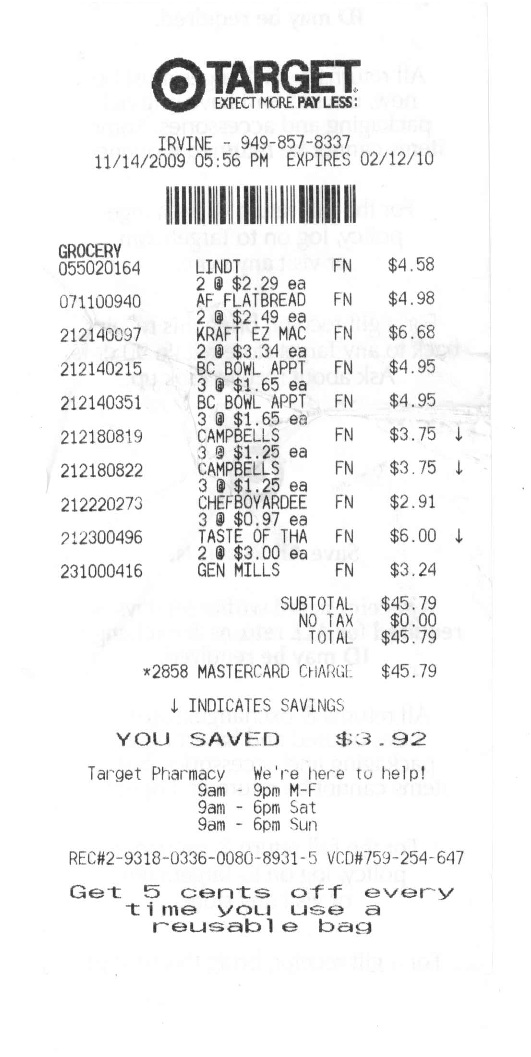 TARGET
EXPECT MORE. PAY LESS.
IRVINE - 949-857-8337
11/14/2009 05:56 PM EXPIRES 02/12/10
GROCERY
055020164 LINDT FN $4.58
2 @ $2.29 ea
071100940 AF FLATBREAD FN $4.98
2 @ $2.49 ea
212140097 KRAFT EZ MAC FN $6.68
2 @ $3.34 ea
212140215 BC BOWL APPT FN $4.95
3 @ $1.65 ea
212140351 BC BOWL APPT FN $4.95
3 @ $1.65 ea
212180819 CAMPBELLS FN $3.75 ↓
3 @ $1.25 ea
212180822 CAMPBELLS FN $3.75 ↓
3 @ $1.25 ea
212220273 CHEFBOYARDEE FN $2.91
3 @ $0.97 ea
212300496 TASTE OF THA FN $6.00 ↓
2 @ $3.00 ea
231000416 GEN MILLS FN $3.24
SUBTOTAL $45.79
NO TAX $0.00
TOTAL $45.79
*2858 MASTERCARD CHARGE $45.79
↓ INDICATES SAVINGS
YOU SAVED $3.92
Target Pharmacy We're here to help!
9am - 9pm M-F
9am - 6pm Sat
9am - 6pm Sun
REC#2-9318-0336-0080-8931-5 VCD#759-254-647
Get 5 cents off every
time you use a
reusable bag